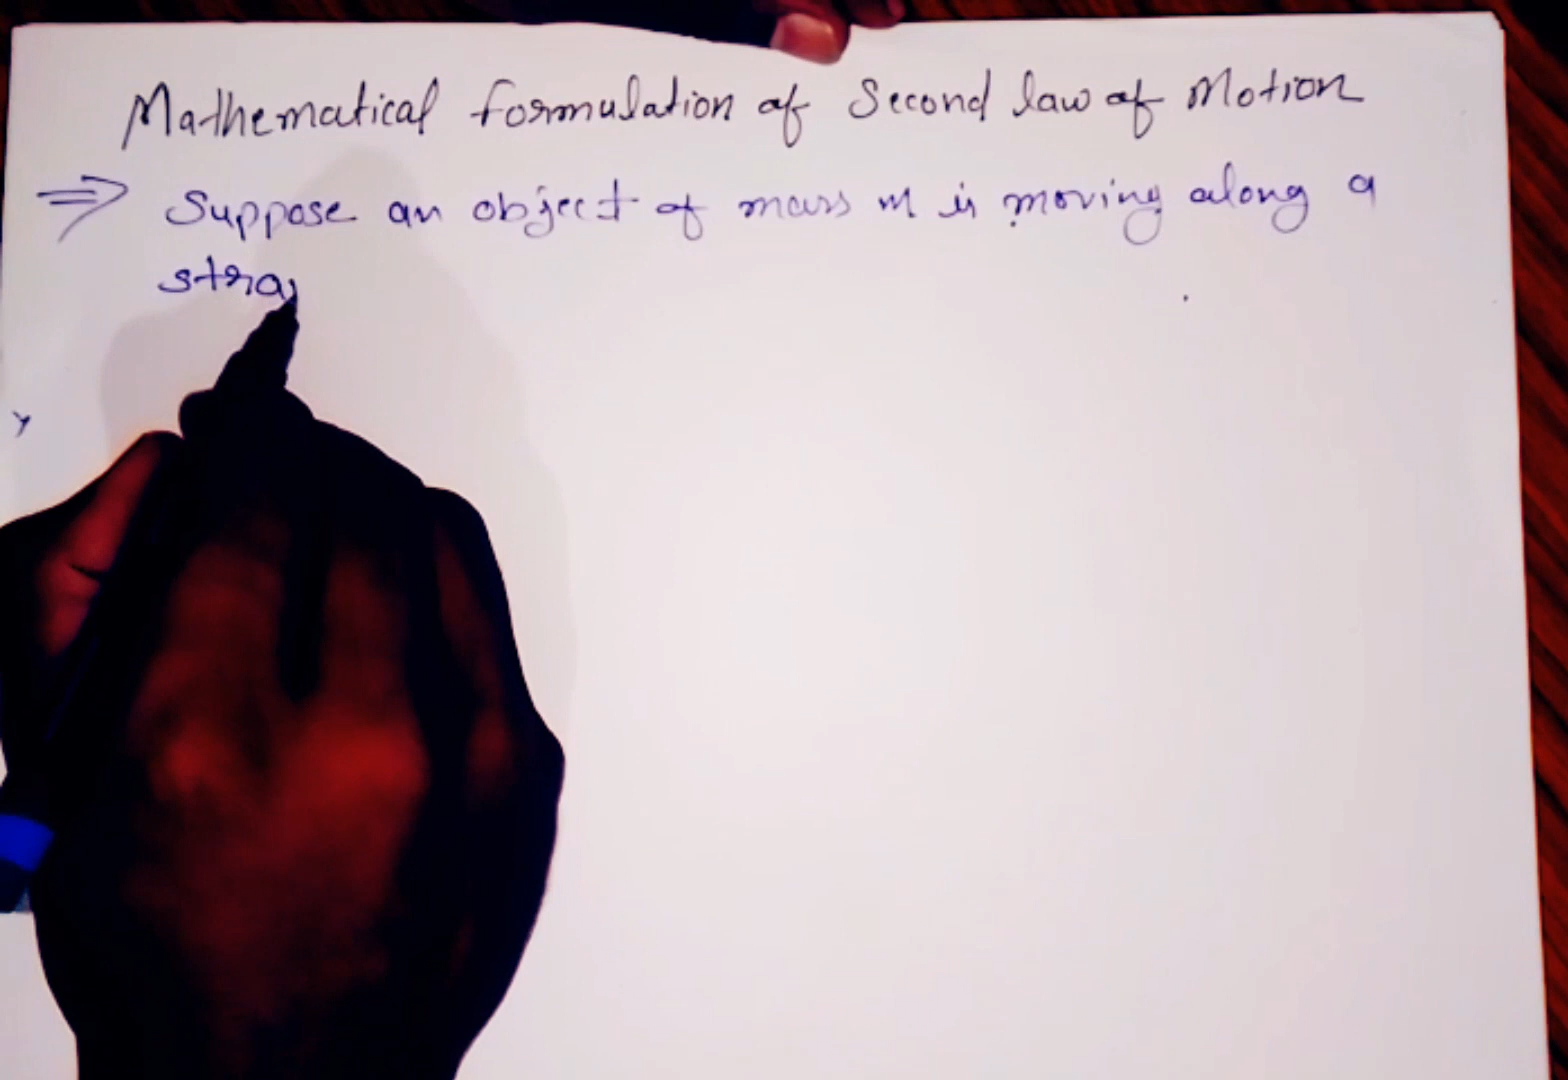 Mathematical formulation of Second law of Motion
⇒ Suppose an object of mass m is moving along a
stra